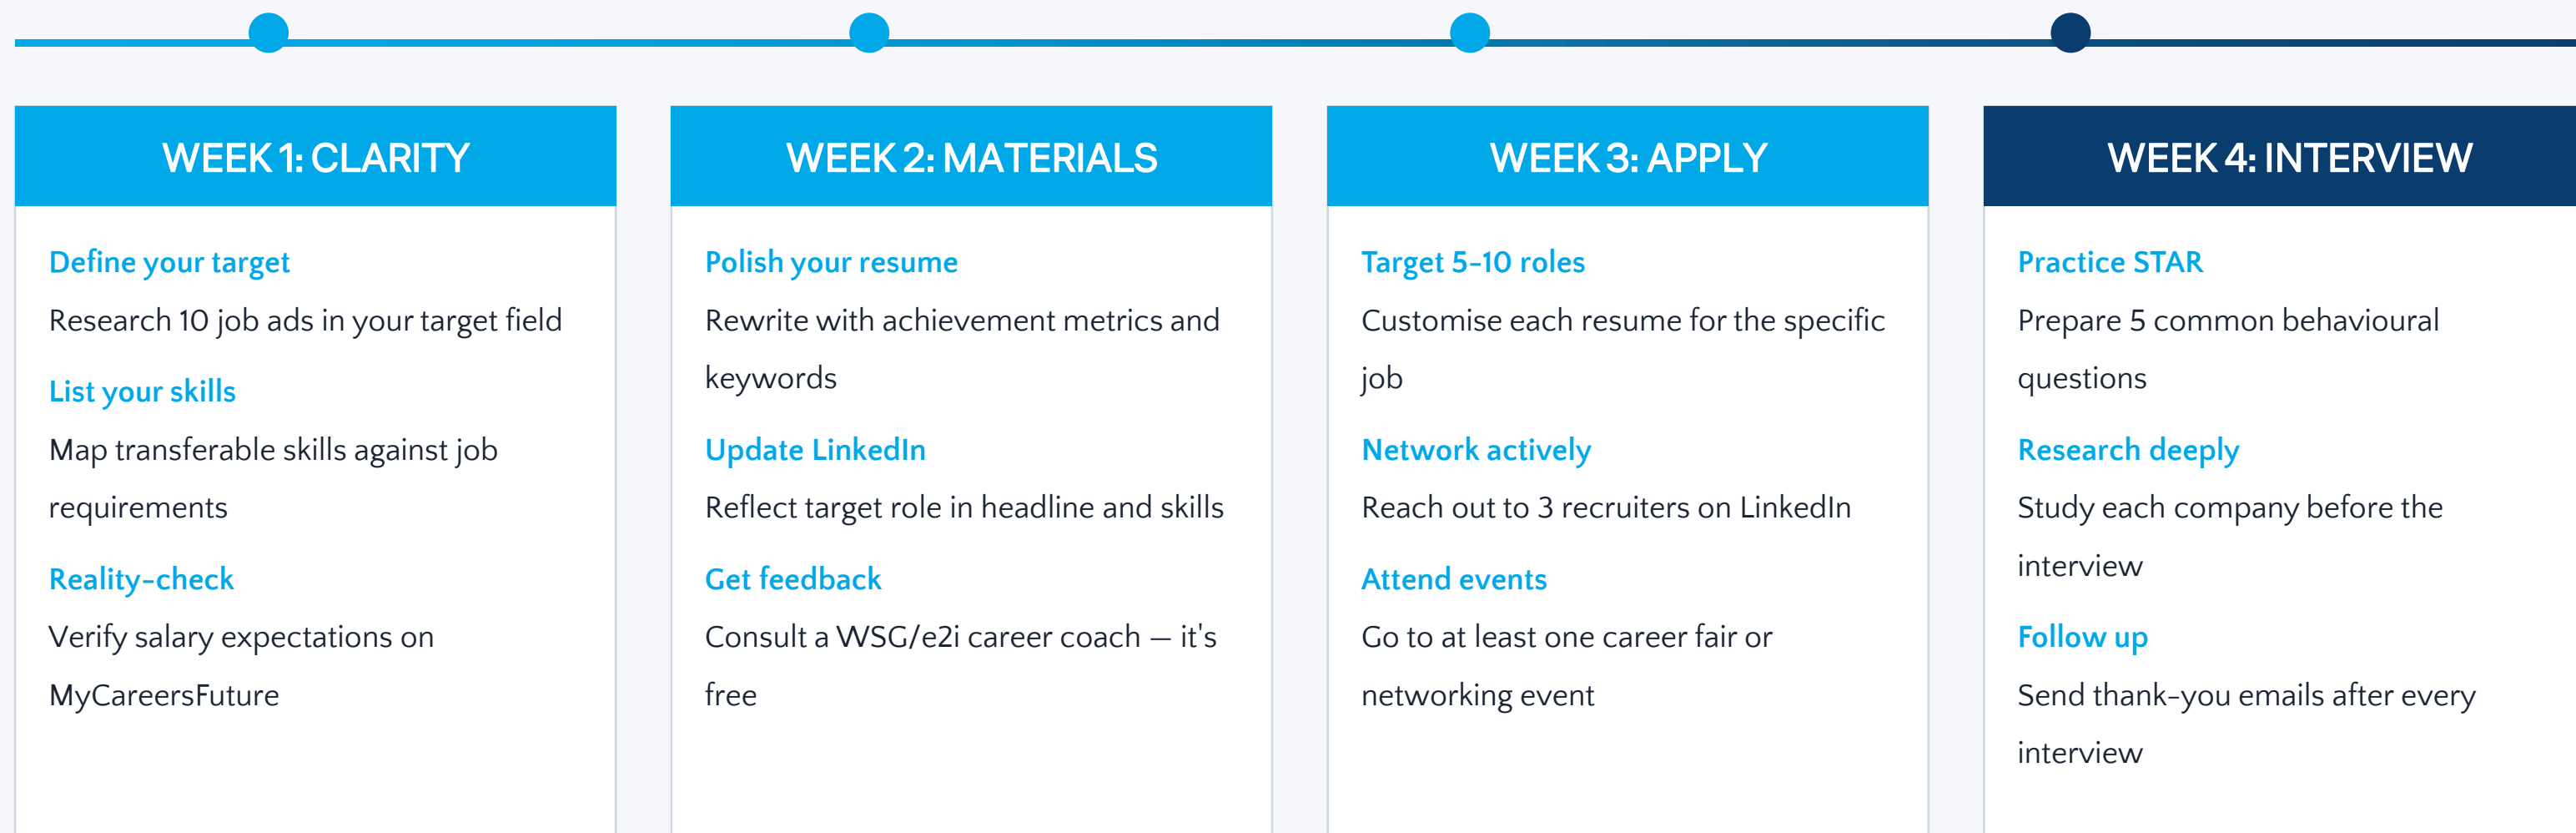 WEEK 1: CLARITY
Define your target
Research 10 job ads in your target field
List your skills
Map transferable skills against job
requirements
Reality-check
Verify salary expectations on
MyCareersFuture
WEEK 2: MATERIALS
Polish your resume
Rewrite with achievement metrics and
keywords
Update LinkedIn
Reflect target role in headline and skills
Get feedback
Consult a WSG/e2i career coach — it's
free
WEEK 3: APPLY
Target 5-10 roles
Customise each resume for the specific
job
Network actively
Reach out to 3 recruiters on LinkedIn
Attend events
Go to at least one career fair or
networking event
WEEK 4: INTERVIEW
Practice STAR
Prepare 5 common behavioural
questions
Research deeply
Study each company before the
interview
Follow up
Send thank-you emails after every
interview